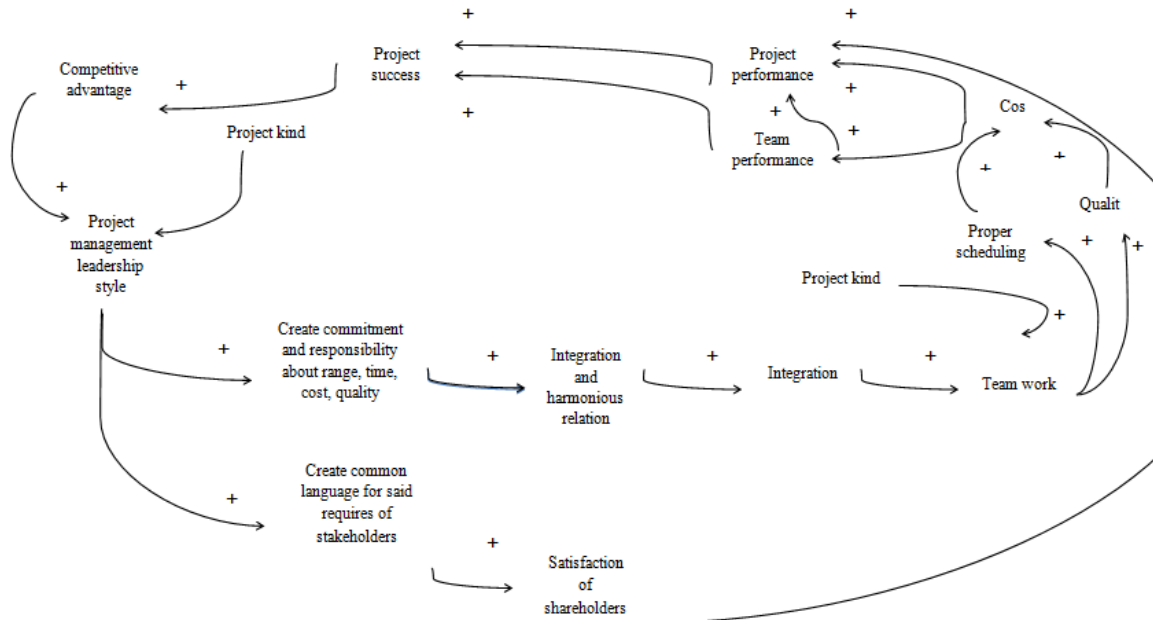 +
+
Project
success
Project
performance
Competitive
advantage
+
+
Cos
+
+
Project kind
Team
performance
+
+
+
+
Qualit
Project
management
leadership
style
Proper
scheduling
+
+
Project kind
+
Create commitment
and responsibility
about range, time,
cost, quality
+
+
Integration
and
harmonious
relation
+
Integration
+
Team work
Create common
language for said
requires of
stakeholders
+
+
Satisfaction
of
shareholders